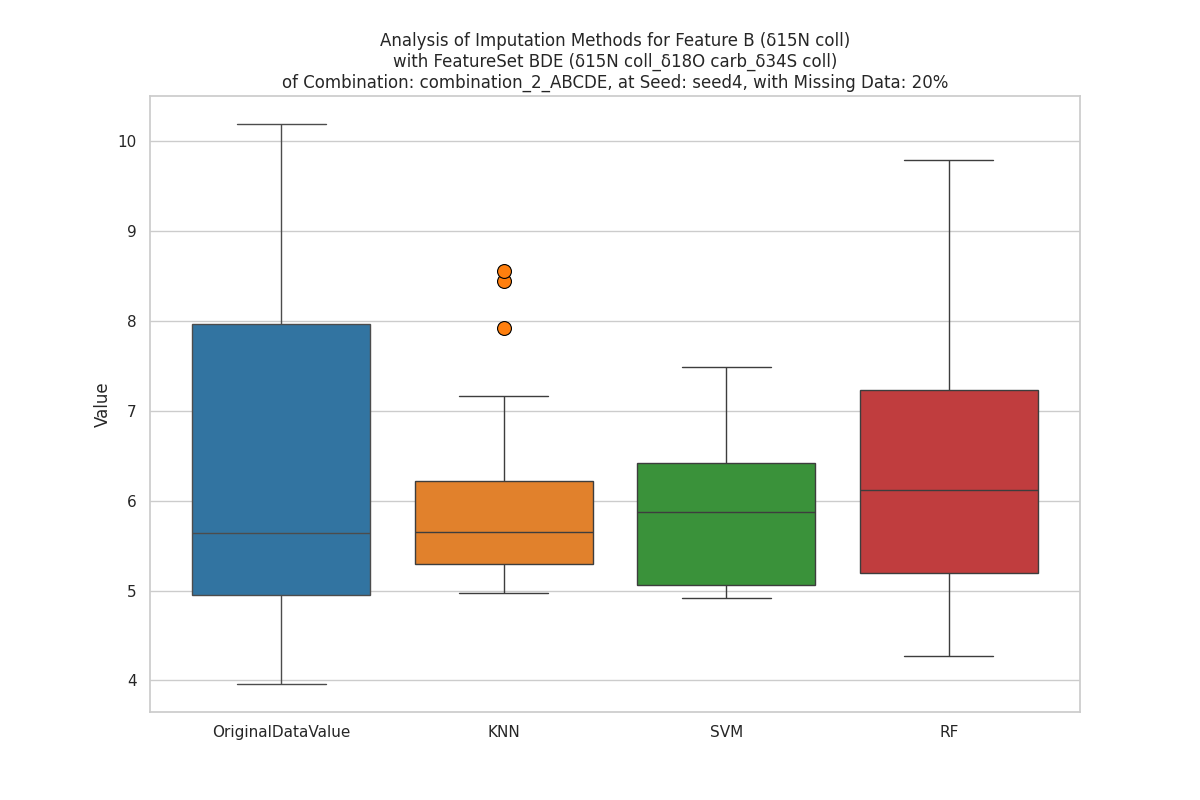 Analysis of Imputation Methods for Feature B (δ15N coll)
with FeatureSet BDE (δ15N coll_δ18O carb_δ34S coll)
of Combination: combination_2_ABCDE, at Seed: seed4, with Missing Data: 20%
10
9
8
7
6
5
4
Value
OriginalDataValue
KNN
SVM
RF